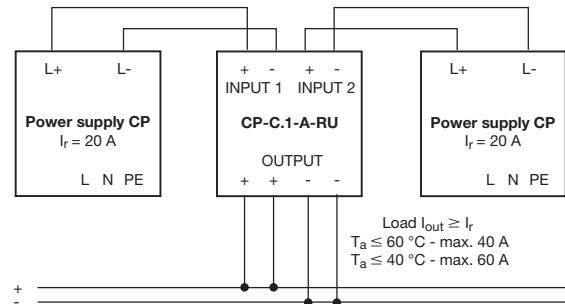 L+ L-
Power supply CP
Ir = 20 A
L N PE
+ - + -
INPUT 1 INPUT 2
CP-C.1-A-RU
OUTPUT
+ + - -
L+ L-
Power supply CP
Ir = 20 A
L N PE
Load Iout ≥ Ir
Ta ≤ 60 °C - max. 40 A
Ta ≤ 40 °C - max. 60 A
+
-